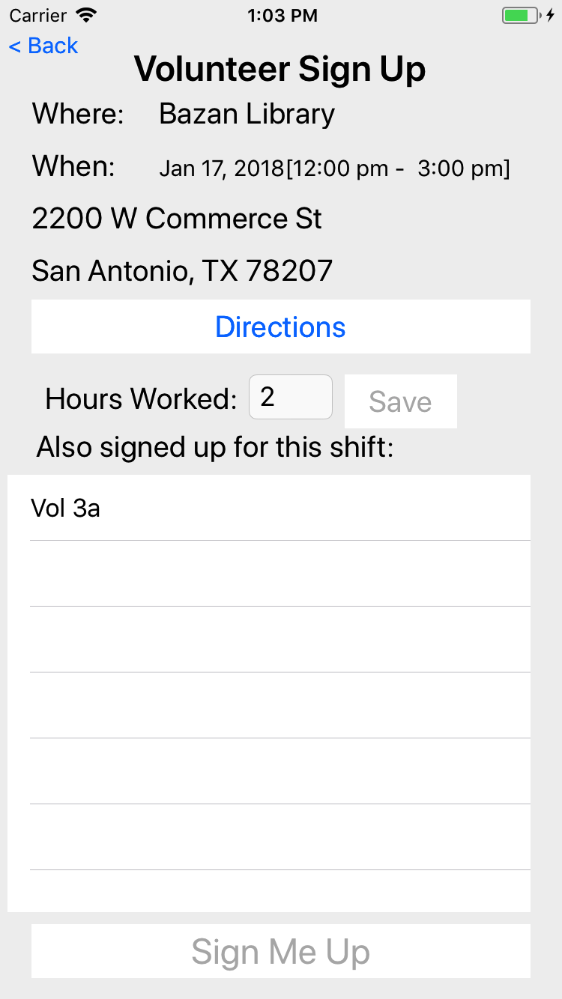 Carrier 1:03 PM
< Back
Volunteer Sign Up
Where: Bazan Library
When: Jan 17, 2018[12:00 pm - 3:00 pm]
2200 W Commerce St
San Antonio, TX 78207
Directions
Hours Worked: 2 Save
Also signed up for this shift:
Vol 3a
Sign Me Up